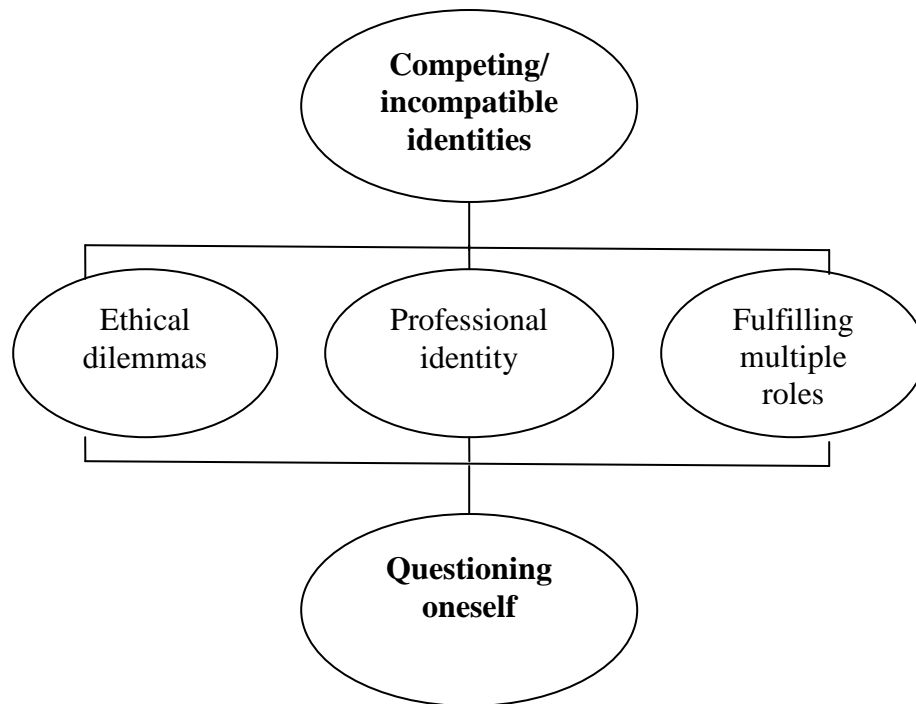 Competing/
incompatible
identities
Ethical
dilemmas
Professional
identity
Fulfilling
multiple
roles
Questioning
oneself